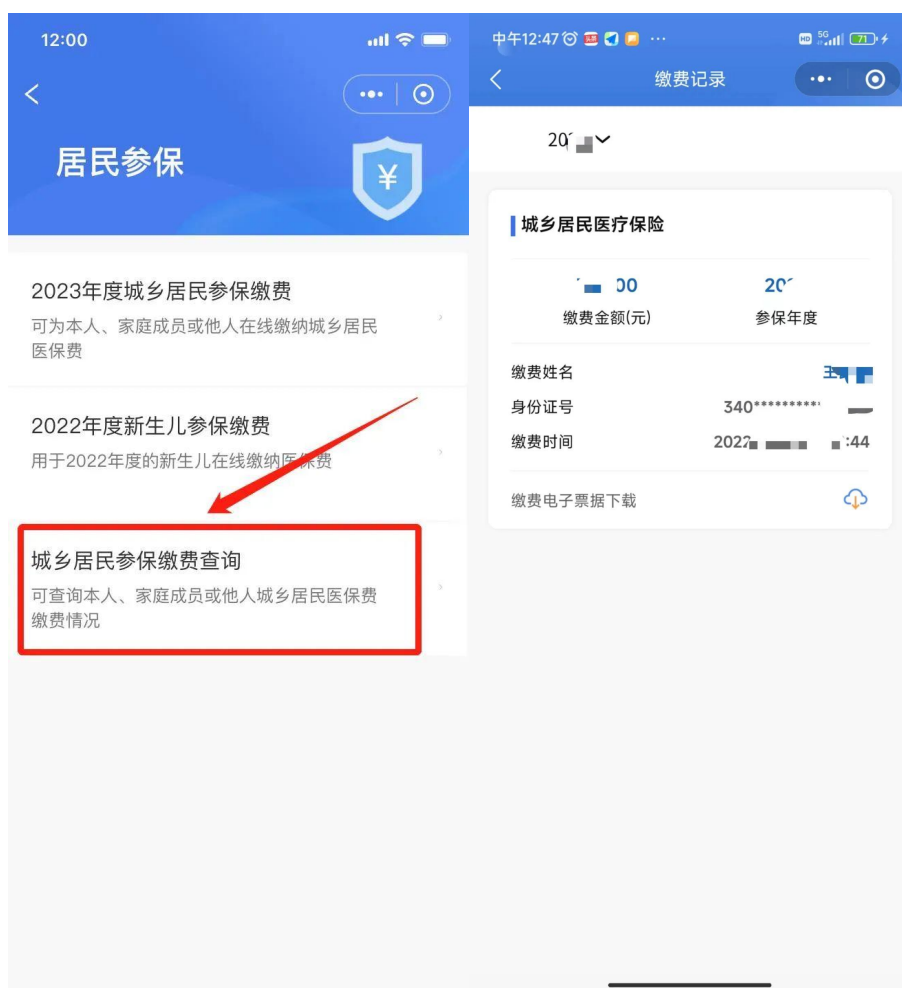 12:00
居民参保
¥
2023年度城乡居民参保缴费
可为本人、家庭成员或他人在线缴纳城乡居民
医保费
2022年度新生儿参保缴费
用于2022年度的新生儿在线缴纳医保费
城乡居民参保缴费查询
可查询本人、家庭成员或他人城乡居民医保费
缴费情况
中午12:47
HD 5G 71
缴费记录
城乡居民医疗保险
缴费金额(元) 参保年度
缴费姓名
身份证号 340*********
缴费时间 2022 :44
缴费电子票据下载